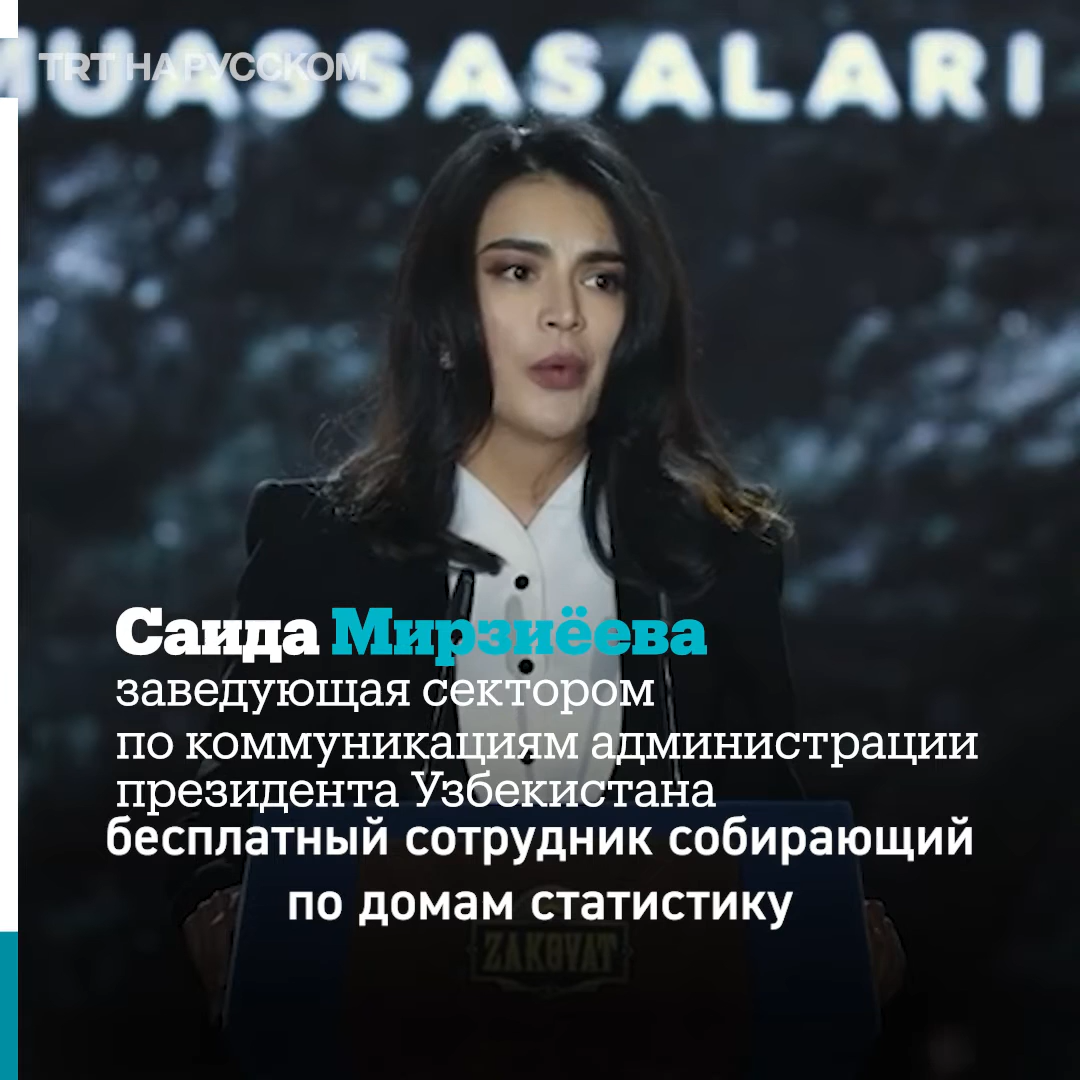 TRT НА РУССКОМ
MUASSASALARI
Саида Мирзиёева
заведующая сектором
по коммуникациям администрации
президента Узбекистана
бесплатный сотрудник собирающий
по домам статистику
ZAKOVAT